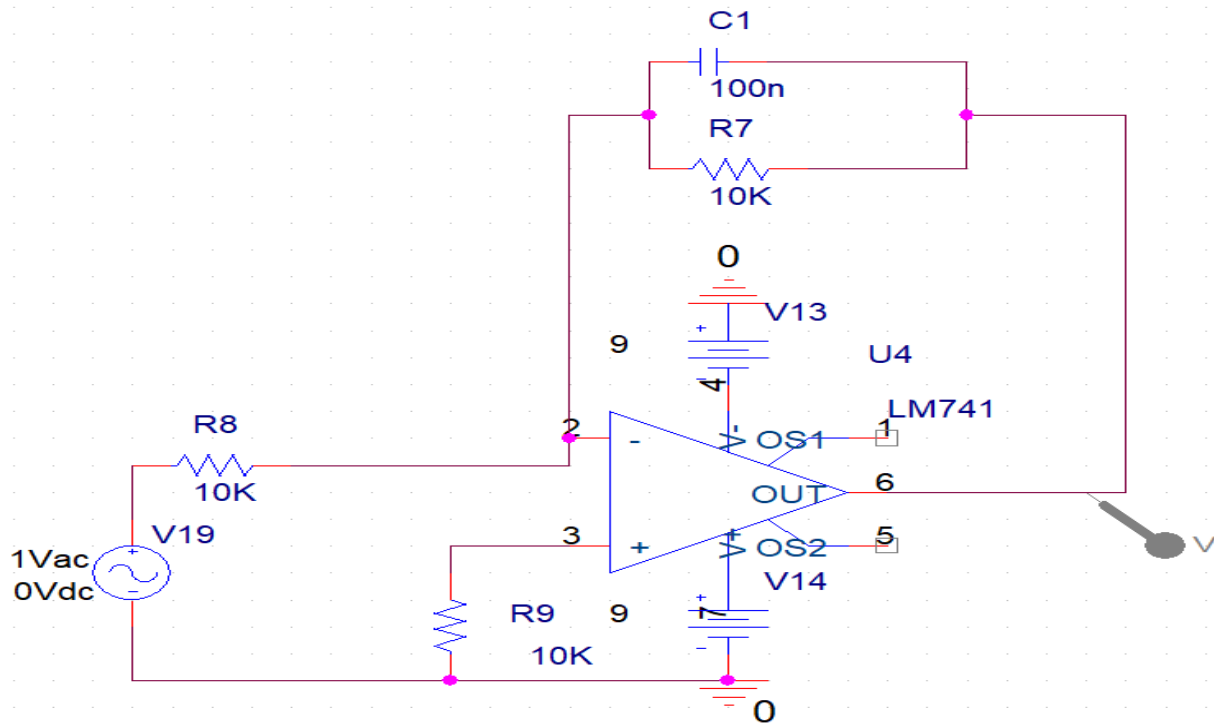 C1
100n
R7
10K
0
V13
+
9
-
4
U4
LM741
R8
10K
2
-
V-
OS1
1
OUT
6
3
+
V+
OS2
5
V14
V19
1Vac
0Vdc
+
-
R9
10K
9
+
7
-
0
V